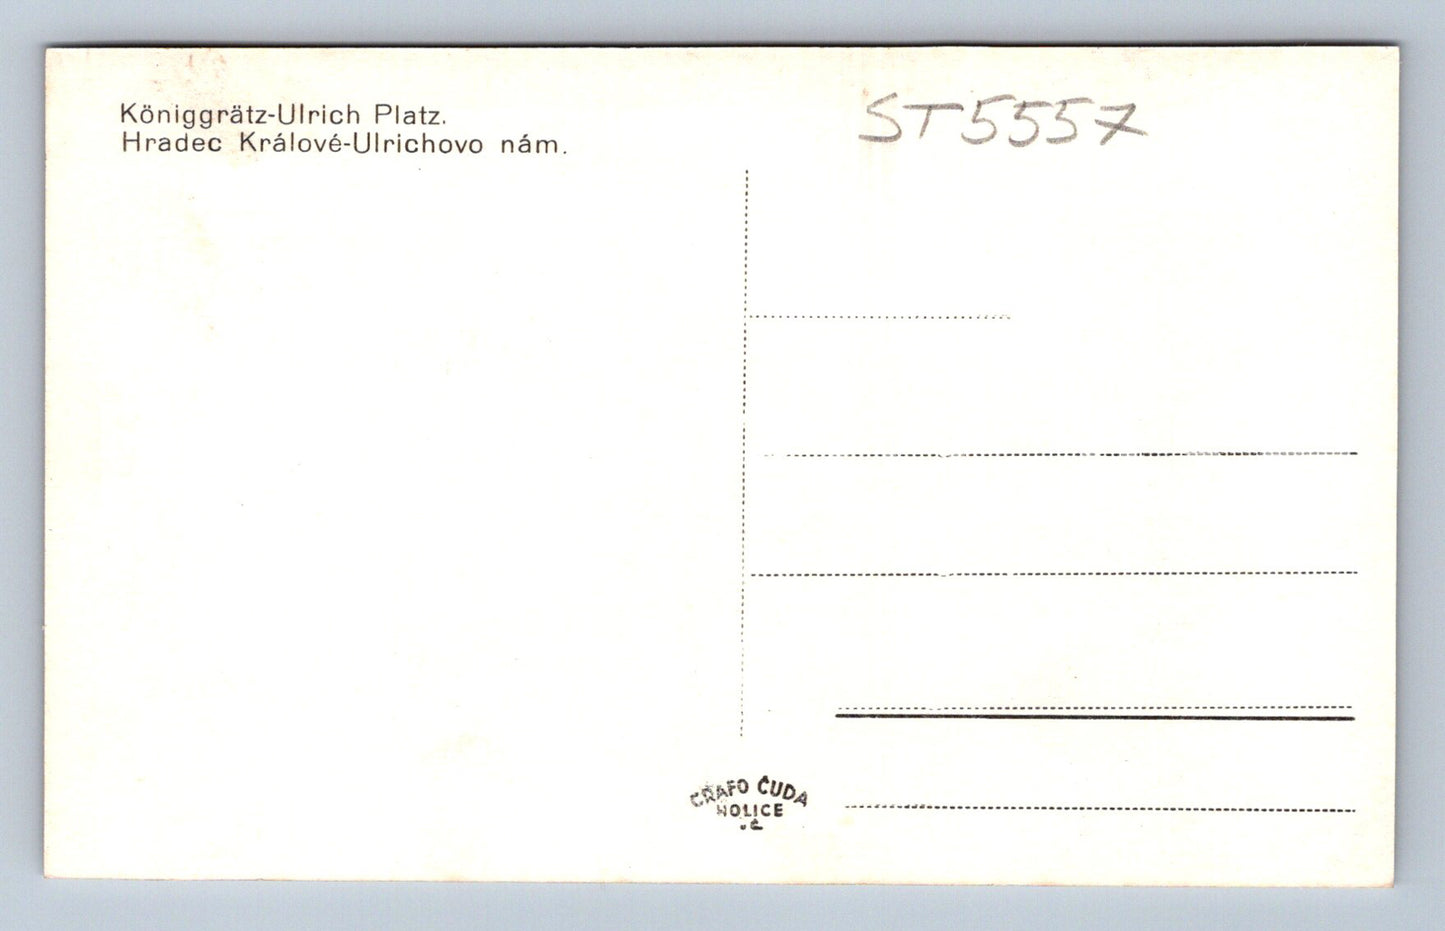 Königgrätz-Ulrich Platz.
Hradec Králové-Ulrichovo nám.
ST5557
GRAFO ČUDA
HOLICE